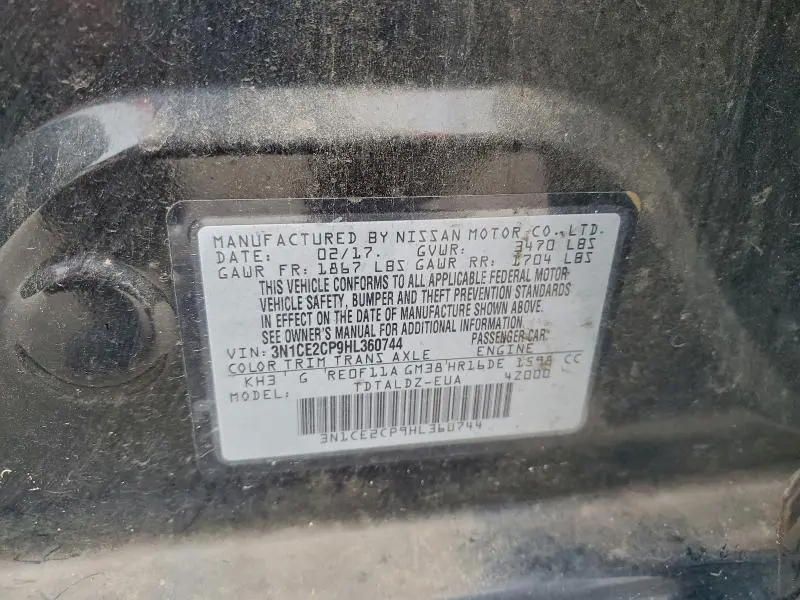 MANUFACTURED BY NISSAN MOTOR CO., LTD.
DATE: 02/17. GVWR: 3470 LBS
GAWR FR: 1867 LBS GAWR RR: 1704 LBS
THIS VEHICLE CONFORMS TO ALL APPLICABLE FEDERAL MOTOR
VEHICLE SAFETY, BUMPER AND THEFT PREVENTION STANDARDS
IN EFFECT ON THE DATE OF MANUFACTURE SHOWN ABOVE.
SEE OWNER'S MANUAL FOR ADDITIONAL INFORMATION.
VIN: 3N1CE2CP9HL360744 PASSENGER CAR
COLOR TRIM TRANS AXLE ENGINE
KH3 G RE0F11A GM38 HR16DE 1598 CC
MODEL: TDTALDZ-EUA 42000
3N1CE2CP9HL360744